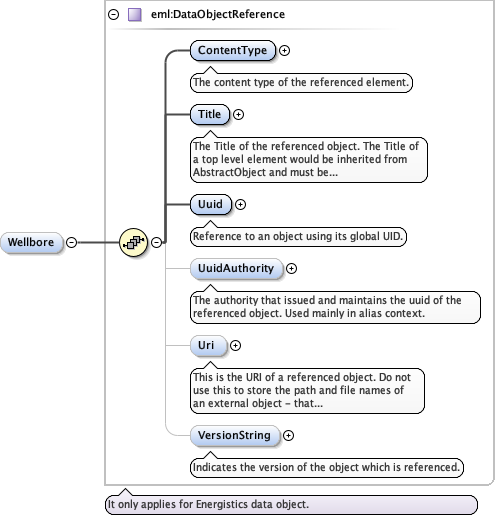 eml:DataObjectReference
ContentType
The content type of the referenced element.
Title
The Title of the referenced object. The Title of
a top level element would be inherited from
AbstractObject and must be...
Uuid
Reference to an object using its global UID.
Wellbore
UuidAuthority
The authority that issued and maintains the uuid of the
referenced object. Used mainly in alias context.
Uri
This is the URI of a referenced object. Do not
use this to store the path and file names of
an external object - that...
VersionString
Indicates the version of the object which is referenced.
It only applies for Energistics data object.